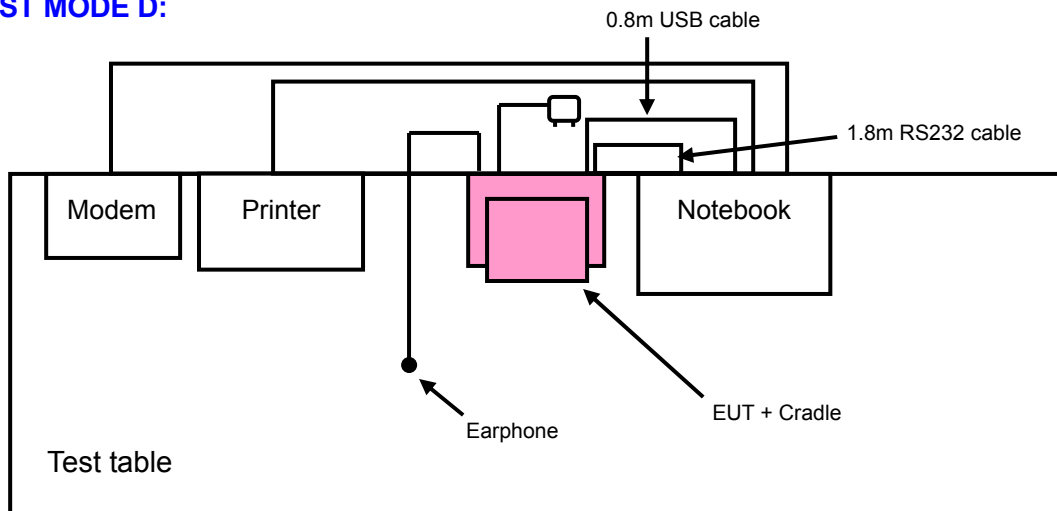 ST MODE D:
0.8m USB cable
1.8m RS232 cable
Modem
Printer
Notebook
EUT + Cradle
Earphone
Test table